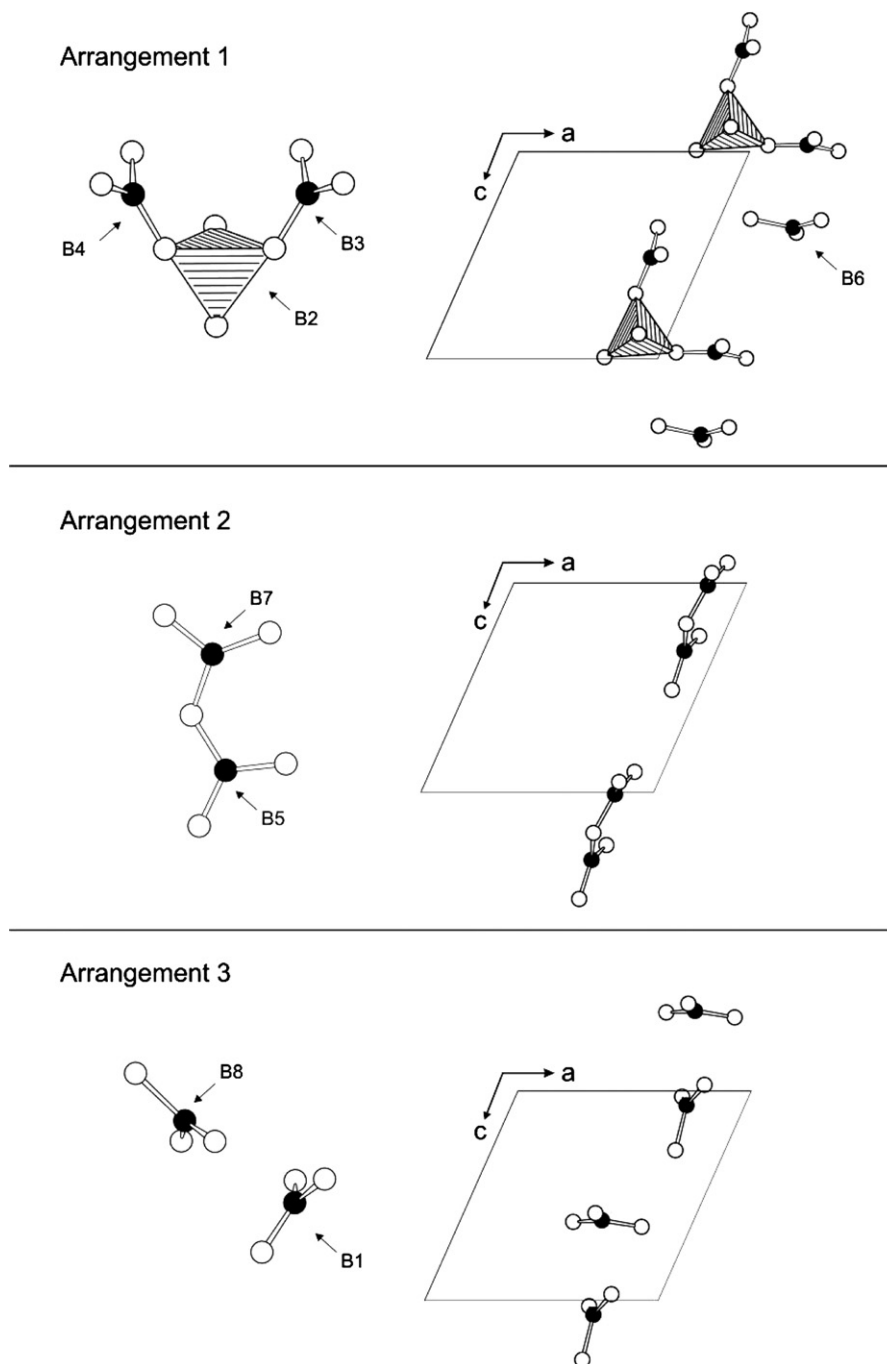 Arrangement 1
a
c
B4
B3
B2
B6
Arrangement 2
a
c
B7
B5
Arrangement 3
a
c
B8
B1